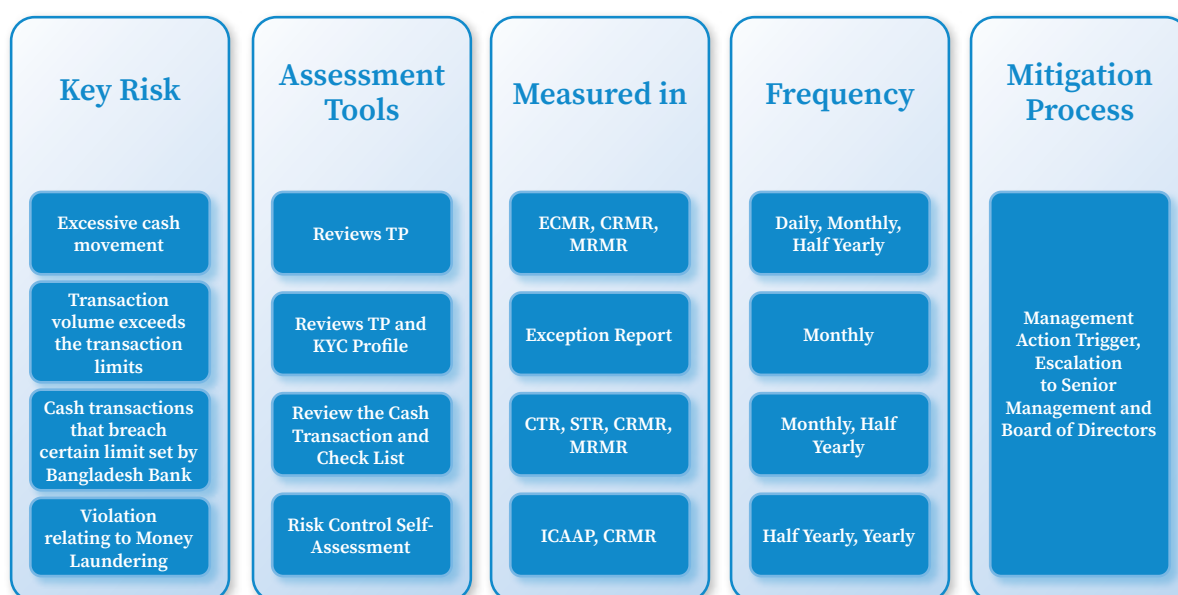 Key Risk
Excessive cash
movement
Transaction
volume exceeds
the transaction
limits
Cash transactions
that breach
certain limit set by
Bangladesh Bank
Violation
relating to Money
Laundering
Assessment
Tools
Reviews TP
Reviews TP and
KYC Profile
Review the Cash
Transaction and
Check List
Risk Control Self-
Assessment
Measured in
ECMR, CRMR,
MRMR
Exception Report
CTR, STR, CRMR,
MRMR
ICAAP, CRMR
Frequency
Daily, Monthly,
Half Yearly
Monthly
Monthly, Half
Yearly
Half Yearly, Yearly
Mitigation
Process
Management
Action Trigger,
Escalation
to Senior
Management and
Board of Directors